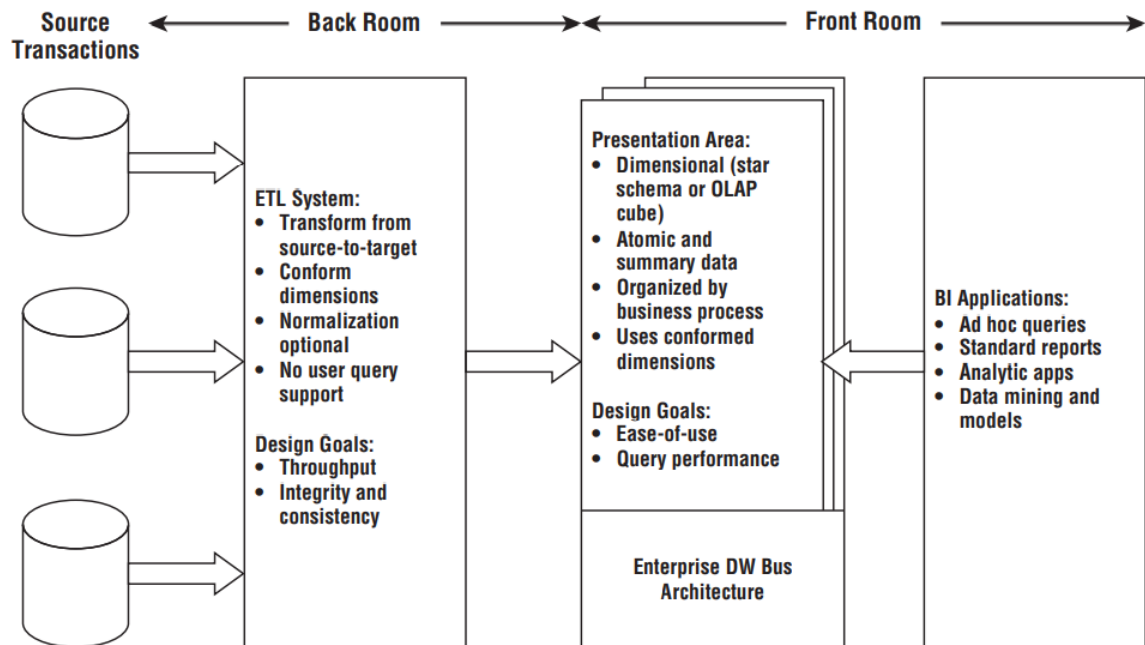 Source
Transactions
Back Room
Front Room
ETL System:
• Transform from
source-to-target
• Conform
dimensions
• Normalization
optional
• No user query
support
Design Goals:
• Throughput
• Integrity and
consistency
Presentation Area:
• Dimensional (star
schema or OLAP
cube)
• Atomic and
summary data
• Organized by
business process
• Uses conformed
dimensions
Design Goals:
• Ease-of-use
• Query performance
Enterprise DW Bus
Architecture
BI Applications:
• Ad hoc queries
• Standard reports
• Analytic apps
• Data mining and
models